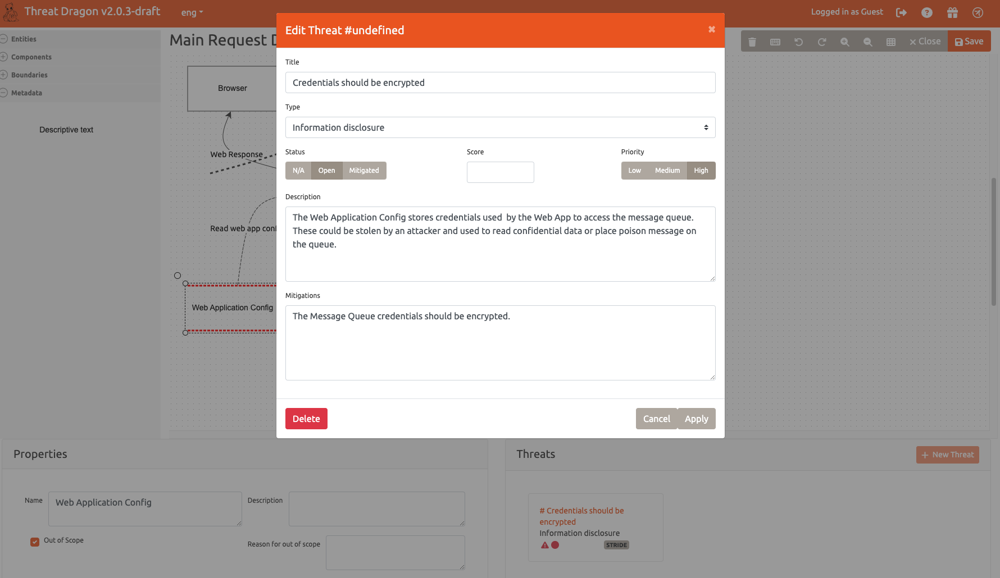 Threat Dragon v2.0.3-draft
eng
Logged in as Guest
Entities
Components
Boundaries
Metadata
Descriptive text
Main Request D
Close
Save
Browser
Web Response
Read web app conf
Web Application Config
Edit Threat #undefined
Title
Credentials should be encrypted
Type
Information disclosure
Status
Score
Priority
N/A
Open
Mitigated
Low
Medium
High
Description
The Web Application Config stores credentials used  by the Web App to access the message queue.
These could be stolen by an attacker and used to read confidential data or place poison message on
the queue.
Mitigations
The Message Queue credentials should be encrypted.
Delete
Cancel
Apply
Properties
Name
Web Application Config
Description
Out of Scope
Reason for out of scope
Threats
New Threat
# Credentials should be
encrypted
Information disclosure
STRIDE